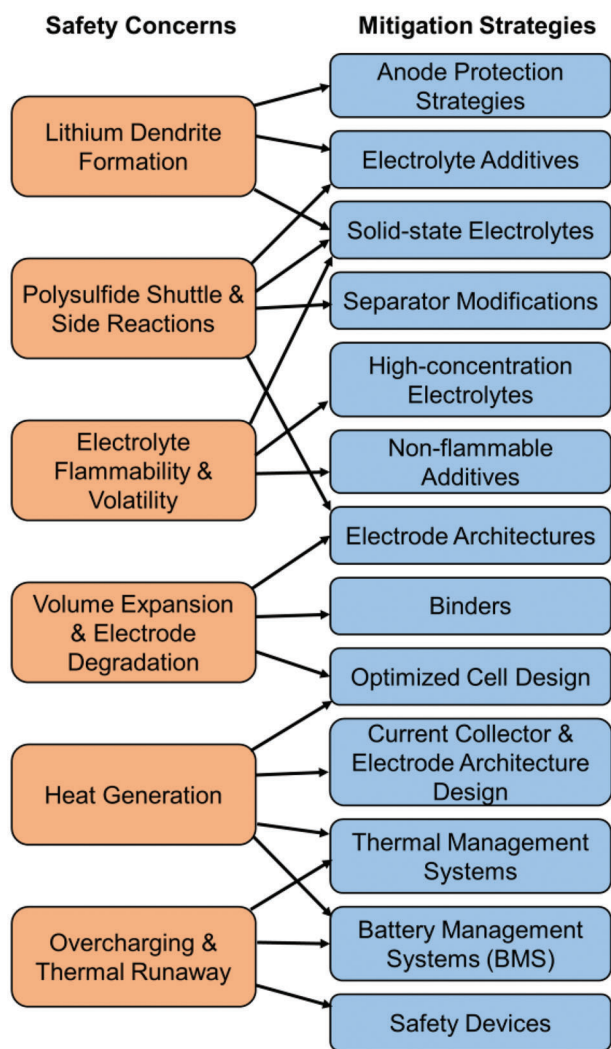 Safety Concerns
Mitigation Strategies
Lithium Dendrite
Formation
Polysulfide Shuttle &
Side Reactions
Electrolyte
Flammability &
Volatility
Volume Expansion
& Electrode
Degradation
Heat Generation
Overcharging &
Thermal Runaway
Anode Protection
Strategies
Electrolyte Additives
Solid-state Electrolytes
Separator Modifications
High-concentration
Electrolytes
Non-flammable
Additives
Electrode Architectures
Binders
Optimized Cell Design
Current Collector &
Electrode Architecture
Design
Thermal Management
Systems
Battery Management
Systems (BMS)
Safety Devices